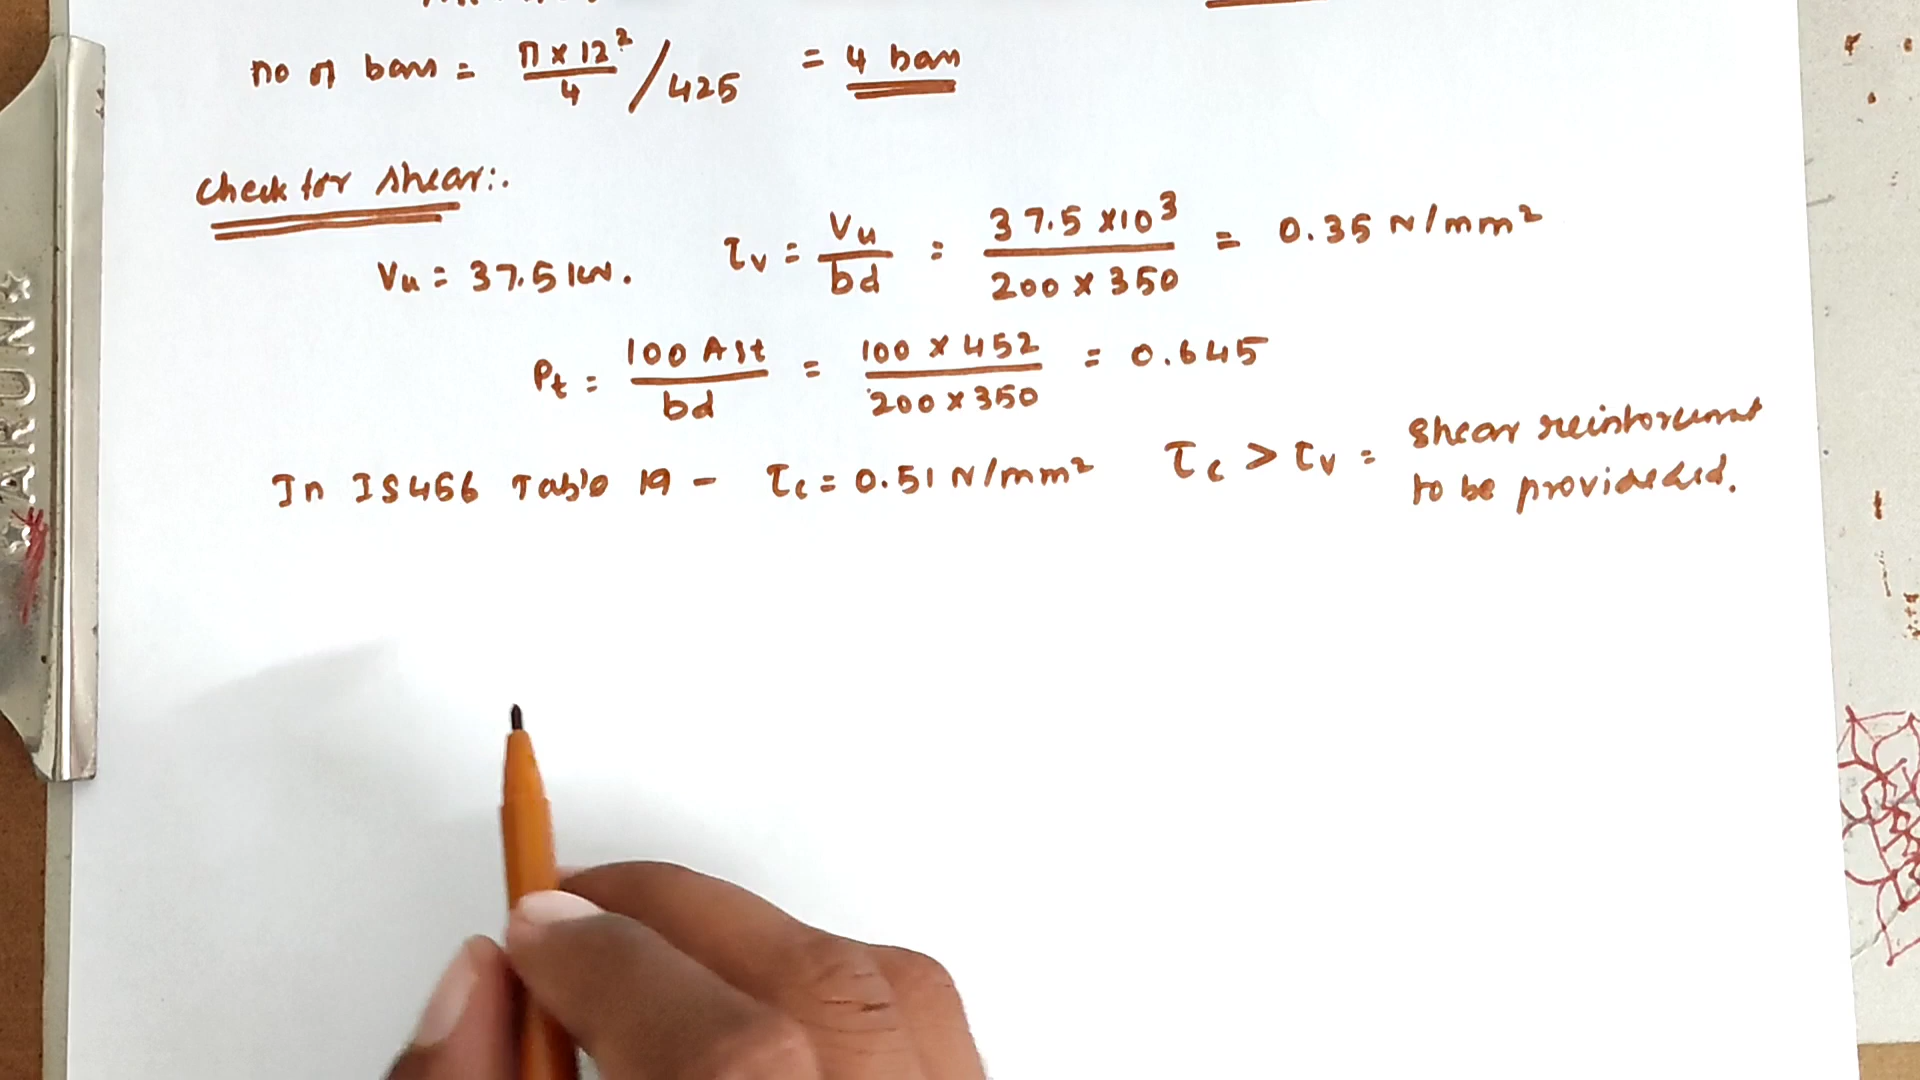 no of bars = π x 12² / 4 / 425 = 4 bars
Check for shear:.
Vu = 37.5 kN. τv = Vu / bd = 37.5 x10³ / 200 x 350 = 0.35 N/mm²
Pt = 100 Ast / bd = 100 x 452 / 200 x 350 = 0.645
In IS456 Table 19 - τc = 0.51 N/mm² τc > τv = shear reinforcement
to be provided.
★ARUN★